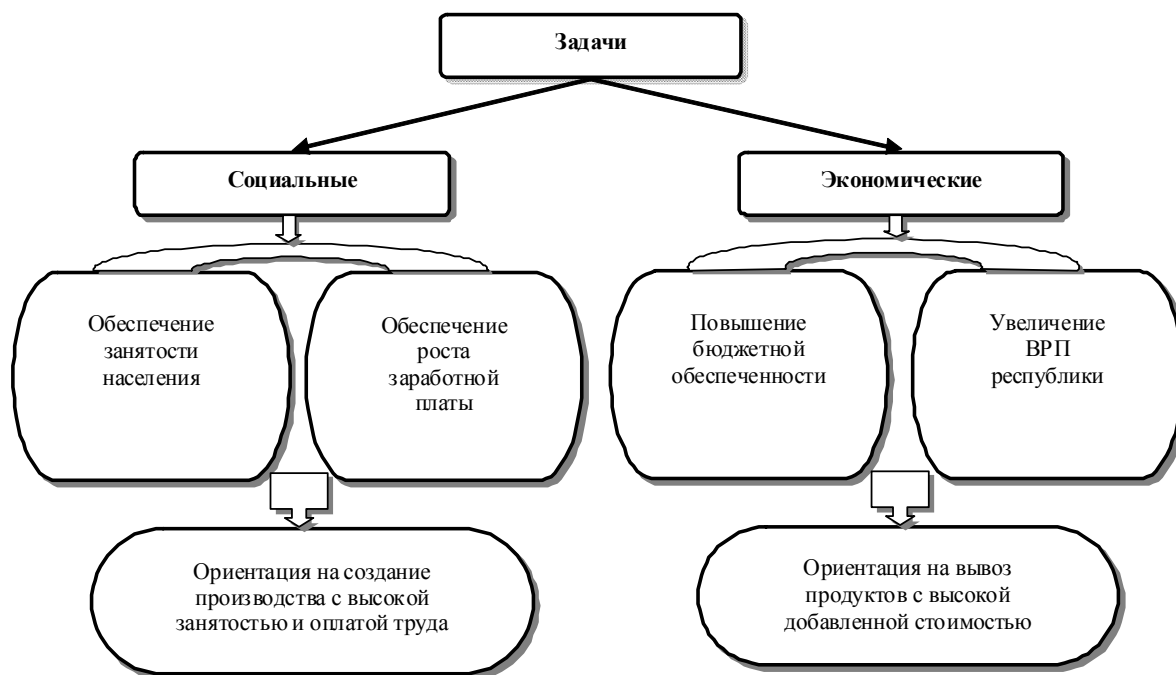 Задачи
Социальные
Экономические
Обеспечение
занятости
населения
Обеспечение
роста
заработной
платы
Повышение
бюджетной
обеспеченности
Увеличение
ВРП
республики
Ориентация на создание
производства с высокой
занятостью и оплатой труда
Ориентация на вывоз
продуктов с высокой
добавленной стоимостью